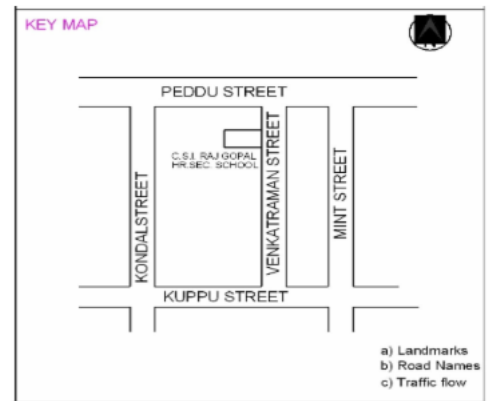 KEY MAP
PEDDU STREET
C.S.I. RAJ GOPAL
HR.SEC. SCHOOL
KONDALSTREET
VENKATRAMAN STREET
MINT STREET
KUPPU STREET
a) Landmarks
b) Road Names
c) Traffic flow